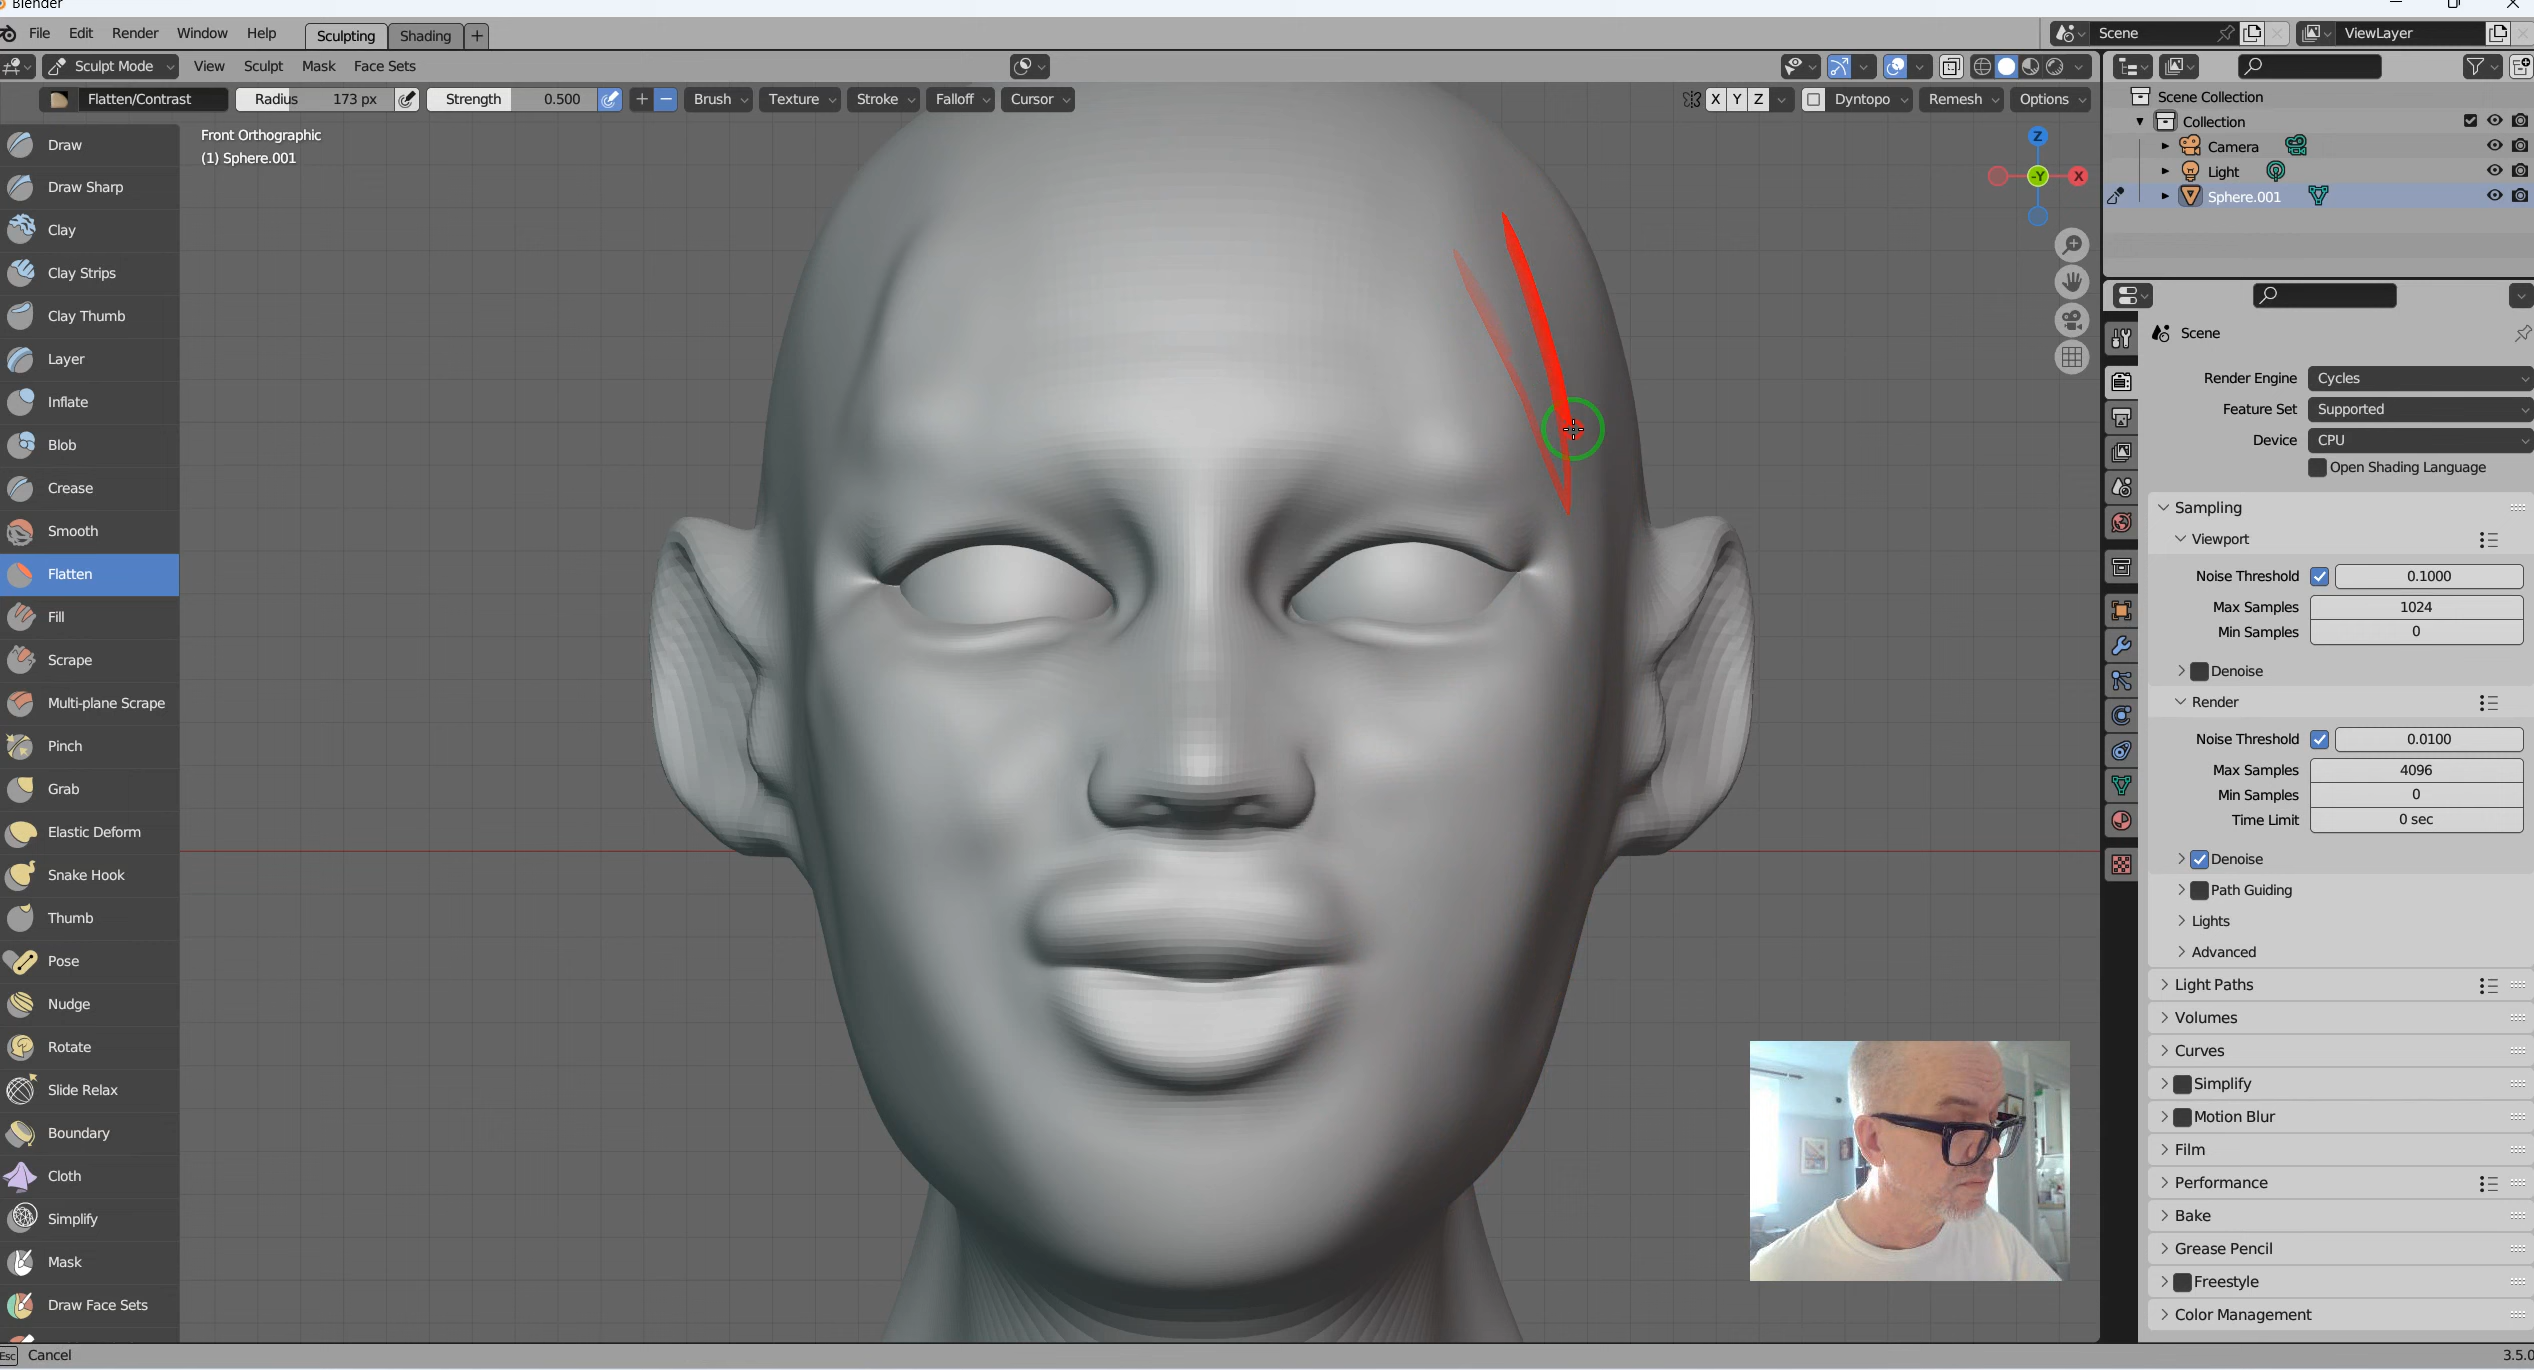 Blender
File Edit Render Window Help Sculpting Shading + Scene ViewLayer
Sculpt Mode View Sculpt Mask Face Sets
Flatten/Contrast Radius 173 px Strength 0.500 + − Brush Texture Stroke Falloff Cursor X Y Z Dyntopo Remesh Options
Front Orthographic
(1) Sphere.001
Z
-Y
X
Draw
Draw Sharp
Clay
Clay Strips
Clay Thumb
Layer
Inflate
Blob
Crease
Smooth
Flatten
Fill
Scrape
Multi-plane Scrape
Pinch
Grab
Elastic Deform
Snake Hook
Thumb
Pose
Nudge
Rotate
Slide Relax
Boundary
Cloth
Simplify
Mask
Draw Face Sets
Scene Collection
Collection
Camera
Light
Sphere.001
Scene
Render Engine Cycles
Feature Set Supported
Device CPU
Open Shading Language
Sampling
Viewport
Noise Threshold 0.1000
Max Samples 1024
Min Samples 0
Denoise
Render
Noise Threshold 0.0100
Max Samples 4096
Min Samples 0
Time Limit 0 sec
Denoise
Path Guiding
Lights
Advanced
Light Paths
Volumes
Curves
Simplify
Motion Blur
Film
Performance
Bake
Grease Pencil
Freestyle
Color Management
Esc Cancel
3.5.0